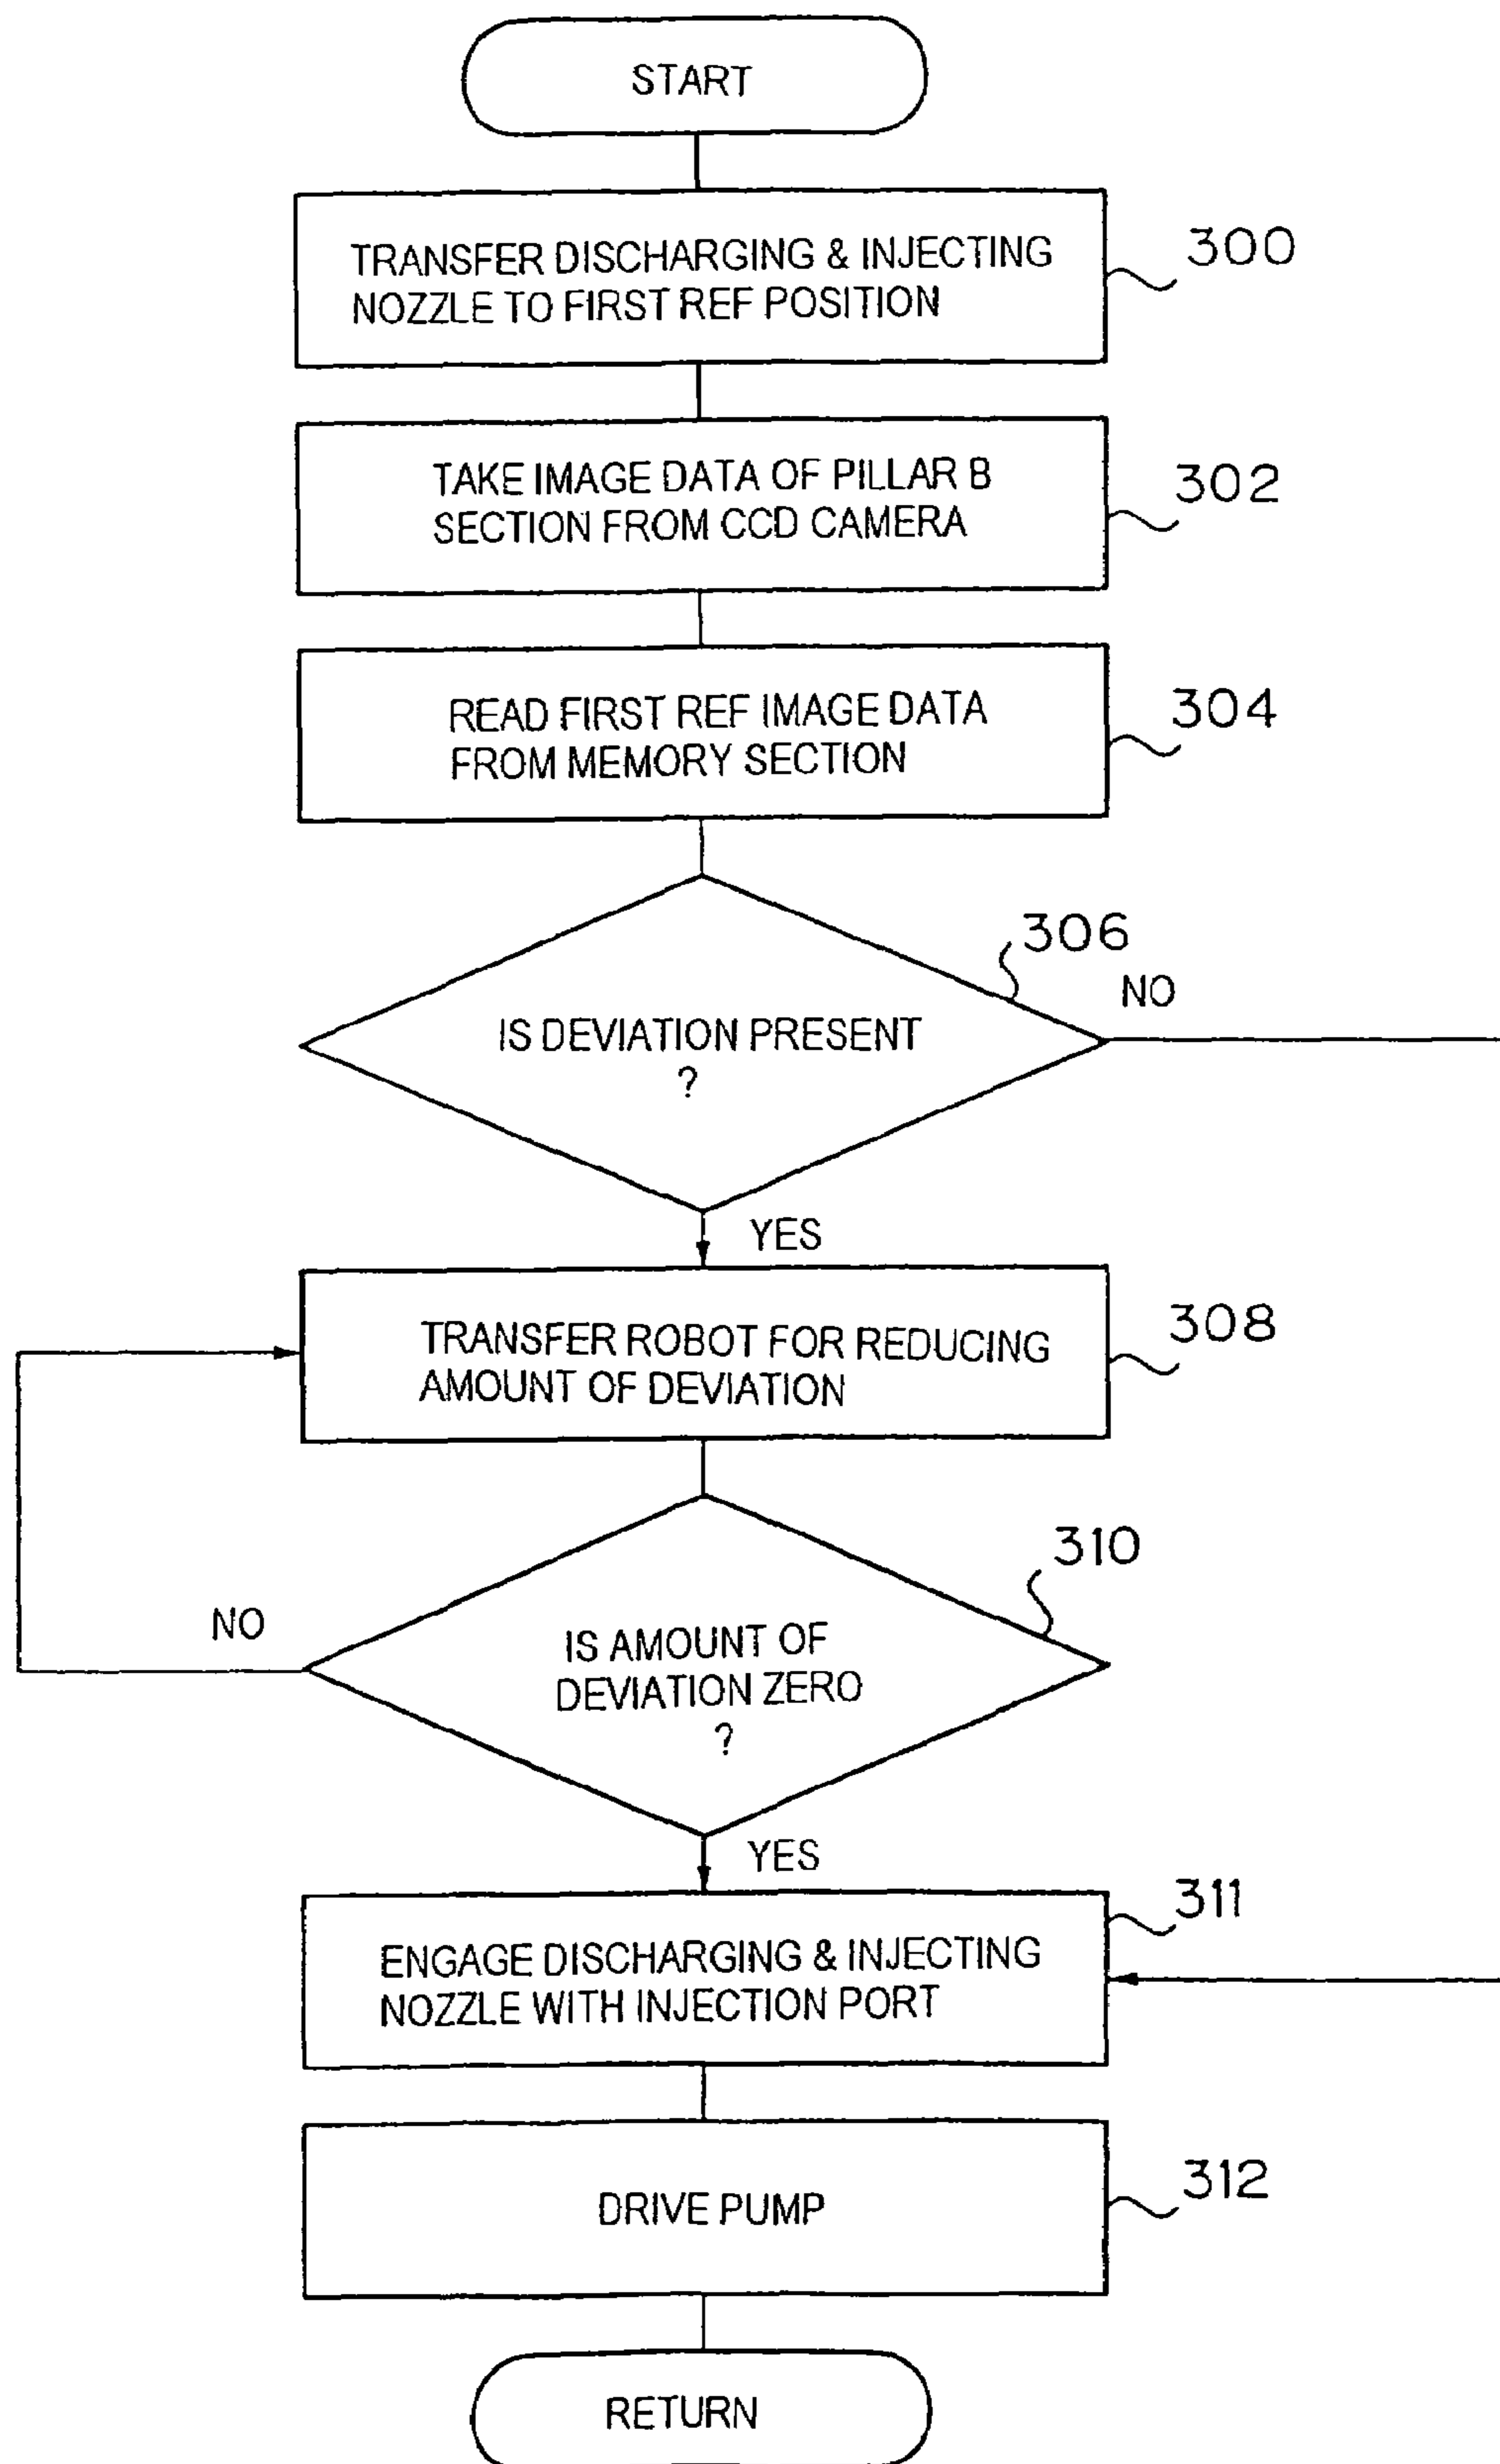 START
TRANSFER DISCHARGING & INJECTING
NOZZLE TO FIRST REF POSITION
300
TAKE IMAGE DATA OF PILLAR B
SECTION FROM CCD CAMERA
302
READ FIRST REF IMAGE DATA
FROM MEMORY SECTION
304
306
NO
IS DEVIATION PRESENT
?
YES
TRANSFER ROBOT FOR REDUCING
AMOUNT OF DEVIATION
308
310
NO
IS AMOUNT OF
DEVIATION ZERO
?
YES
311
ENGAGE DISCHARGING & INJECTING
NOZZLE WITH INJECTION PORT
312
DRIVE PUMP
RETURN